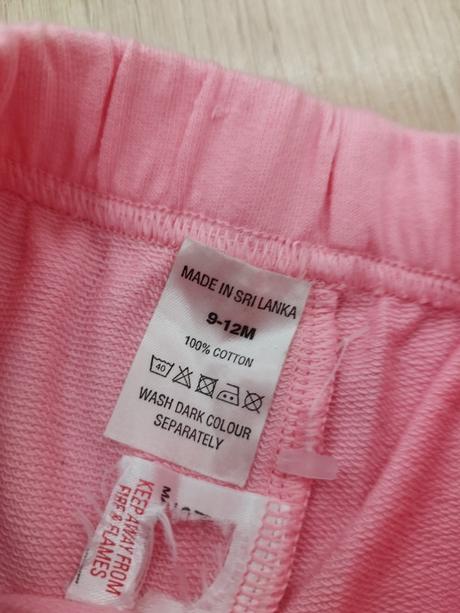 MADE IN SRI LANKA
9-12M
100% COTTON
40
WASH DARK COLOUR
SEPARATELY
KEEP AWAY FROM
FIRE & FLAMES